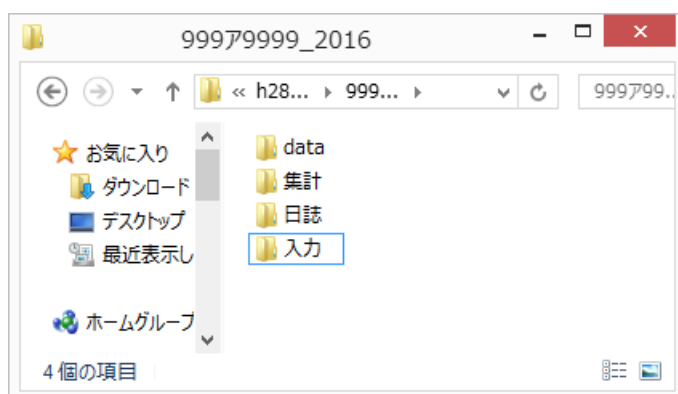 999ｱ9999_2016
« h28... 999...
999ｱ99..
お気に入り
ダウンロード
デスクトップ
最近表示し
ホームグループ
data
集計
日誌
入力
4 個の項目